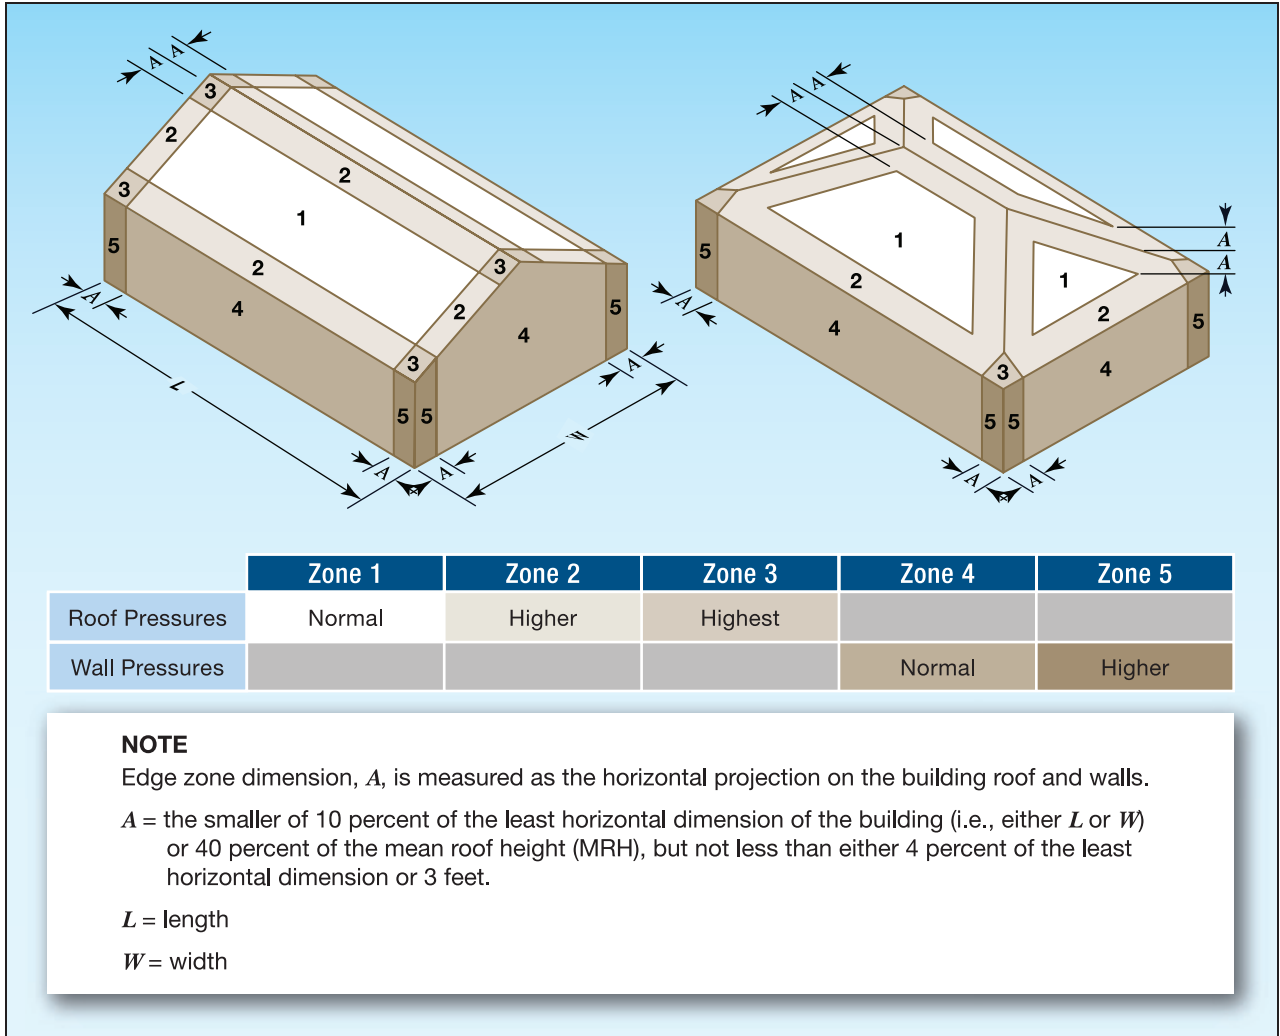 A A
3
2
3
2
1
5
2
4
3
2
4
5
3
5 5
A
A
A A
L
W
A A
1
5
2
4
1
2
4
5
3
5 5
A
A
A
A A
Zone 1 Zone 2 Zone 3 Zone 4 Zone 5
Roof Pressures Normal Higher Highest
Wall Pressures Normal Higher
NOTE
Edge zone dimension, A, is measured as the horizontal projection on the building roof and walls.
A = the smaller of 10 percent of the least horizontal dimension of the building (i.e., either L or W)
or 40 percent of the mean roof height (MRH), but not less than either 4 percent of the least
horizontal dimension or 3 feet.
L = length
W = width